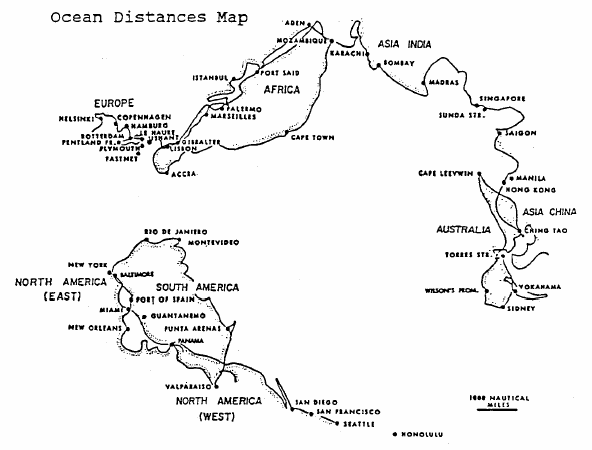 Ocean Distances Map
ADEN
MOZAMBIQUE
KARACHI
ASIA INDIA
BOMBAY
ISTANBUL
PORT SAID
AFRICA
MADRAS
EUROPE
PALERMO
MARSEILLES
SINGAPORE
SUNDA STR.
HELSINKI
COPENHAGEN
HAMBURG
LE HAURE
ROTTERDAM
USHANT
PENTLAND FR.
PLYMOUTH
GIBRALTER
LISBON
FASTNET
CAPE TOWN
SAIGON
ACCRA
CAPE LEEVWIN
MANILA
HONG KONG
ASIA CHINA
AUSTRALIA
CHING TAO
RIO DE JANIERO
MONTEVIDEO
TORRES STR.
NEW YORK
BALTIMORE
NORTH AMERICA
(EAST)
SOUTH AMERICA
WILSON'S PROM.
YOKAHAMA
PORT OF SPAIN
MIAMI
GUANTANEMO
SIDNEY
NEW ORLEANS
PUNTA ARENAS
PANAMA
VALPARAISO
NORTH AMERICA
(WEST)
SAN DIEGO
SAN FRANCISCO
SEATTLE
HONOLULU
1000 NAUTICAL
MILES